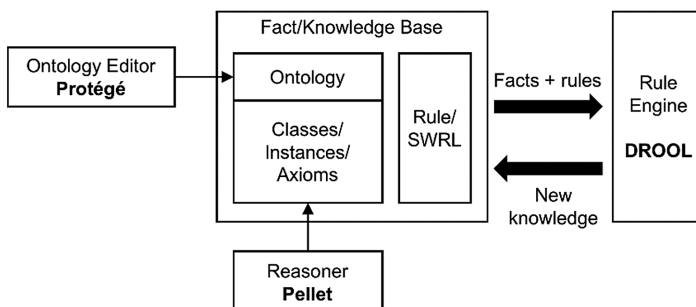 Fact/Knowledge Base
Ontology Editor
Protégé
Ontology
Classes/
Instances/
Axioms
Rule/
SWRL
Facts + rules
New
knowledge
Rule
Engine
DROOL
Reasoner
Pellet